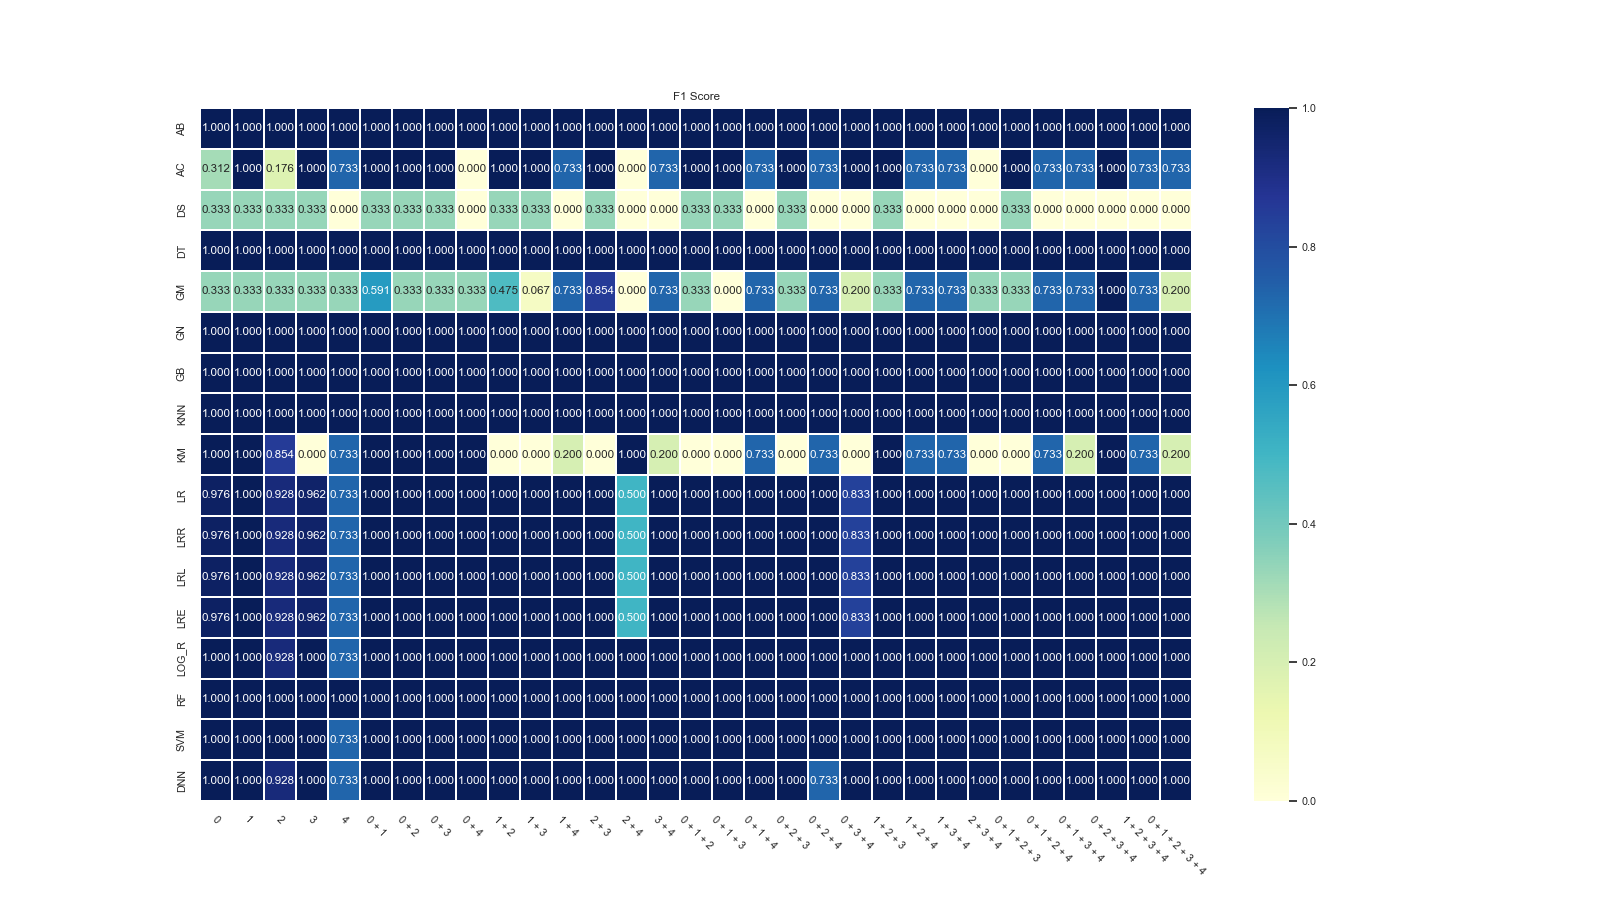 F1 Score
AB 1.000 1.000 1.000 1.000 1.000 1.000 1.000 1.000 1.000 1.000 1.000 1.000 1.000 1.000 1.000 1.000 1.000 1.000 1.000 1.000 1.000 1.000 1.000 1.000 1.000 1.000 1.000 1.000 1.000 1.000 1.000
AC 0.312 1.000 0.176 1.000 0.733 1.000 1.000 1.000 0.000 1.000 1.000 0.733 1.000 0.000 0.733 1.000 1.000 0.733 1.000 0.733 1.000 1.000 0.733 0.733 0.000 1.000 0.733 0.733 1.000 0.733 0.733
DS 0.333 0.333 0.333 0.333 0.000 0.333 0.333 0.333 0.000 0.333 0.333 0.000 0.333 0.000 0.000 0.333 0.333 0.000 0.333 0.000 0.000 0.333 0.000 0.000 0.000 0.333 0.000 0.000 0.000 0.000 0.000
DT 1.000 1.000 1.000 1.000 1.000 1.000 1.000 1.000 1.000 1.000 1.000 1.000 1.000 1.000 1.000 1.000 1.000 1.000 1.000 1.000 1.000 1.000 1.000 1.000 1.000 1.000 1.000 1.000 1.000 1.000 1.000
GM 0.333 0.333 0.333 0.333 0.333 0.591 0.333 0.333 0.333 0.475 0.067 0.733 0.854 0.000 0.733 0.333 0.000 0.733 0.333 0.733 0.200 0.333 0.733 0.733 0.333 0.333 0.733 0.733 1.000 0.733 0.200
GN 1.000 1.000 1.000 1.000 1.000 1.000 1.000 1.000 1.000 1.000 1.000 1.000 1.000 1.000 1.000 1.000 1.000 1.000 1.000 1.000 1.000 1.000 1.000 1.000 1.000 1.000 1.000 1.000 1.000 1.000 1.000
GB 1.000 1.000 1.000 1.000 1.000 1.000 1.000 1.000 1.000 1.000 1.000 1.000 1.000 1.000 1.000 1.000 1.000 1.000 1.000 1.000 1.000 1.000 1.000 1.000 1.000 1.000 1.000 1.000 1.000 1.000 1.000
KNN 1.000 1.000 1.000 1.000 1.000 1.000 1.000 1.000 1.000 1.000 1.000 1.000 1.000 1.000 1.000 1.000 1.000 1.000 1.000 1.000 1.000 1.000 1.000 1.000 1.000 1.000 1.000 1.000 1.000 1.000 1.000
KM 1.000 1.000 0.854 0.000 0.733 1.000 1.000 1.000 1.000 0.000 0.000 0.200 0.000 1.000 0.200 0.000 0.000 0.733 0.000 0.733 0.000 1.000 0.733 0.733 0.000 0.000 0.733 0.200 1.000 0.733 0.200
LR 0.976 1.000 0.928 0.962 0.733 1.000 1.000 1.000 1.000 1.000 1.000 1.000 1.000 0.500 1.000 1.000 1.000 1.000 1.000 1.000 0.833 1.000 1.000 1.000 1.000 1.000 1.000 1.000 1.000 1.000 1.000
LRR 0.976 1.000 0.928 0.962 0.733 1.000 1.000 1.000 1.000 1.000 1.000 1.000 1.000 0.500 1.000 1.000 1.000 1.000 1.000 1.000 0.833 1.000 1.000 1.000 1.000 1.000 1.000 1.000 1.000 1.000 1.000
LRL 0.976 1.000 0.928 0.962 0.733 1.000 1.000 1.000 1.000 1.000 1.000 1.000 1.000 0.500 1.000 1.000 1.000 1.000 1.000 1.000 0.833 1.000 1.000 1.000 1.000 1.000 1.000 1.000 1.000 1.000 1.000
LRE 0.976 1.000 0.928 0.962 0.733 1.000 1.000 1.000 1.000 1.000 1.000 1.000 1.000 0.500 1.000 1.000 1.000 1.000 1.000 1.000 0.833 1.000 1.000 1.000 1.000 1.000 1.000 1.000 1.000 1.000 1.000
LOG_R 1.000 1.000 0.928 1.000 0.733 1.000 1.000 1.000 1.000 1.000 1.000 1.000 1.000 1.000 1.000 1.000 1.000 1.000 1.000 1.000 1.000 1.000 1.000 1.000 1.000 1.000 1.000 1.000 1.000 1.000 1.000
RF 1.000 1.000 1.000 1.000 1.000 1.000 1.000 1.000 1.000 1.000 1.000 1.000 1.000 1.000 1.000 1.000 1.000 1.000 1.000 1.000 1.000 1.000 1.000 1.000 1.000 1.000 1.000 1.000 1.000 1.000 1.000
SVM 1.000 1.000 1.000 1.000 0.733 1.000 1.000 1.000 1.000 1.000 1.000 1.000 1.000 1.000 1.000 1.000 1.000 1.000 1.000 1.000 1.000 1.000 1.000 1.000 1.000 1.000 1.000 1.000 1.000 1.000 1.000
DNN 1.000 1.000 0.928 1.000 0.733 1.000 1.000 1.000 1.000 1.000 1.000 1.000 1.000 1.000 1.000 1.000 1.000 1.000 1.000 0.733 1.000 1.000 1.000 1.000 1.000 1.000 1.000 1.000 1.000 1.000 1.000
0
1
2
3
4
0 + 1
0 + 2
0 + 3
0 + 4
1 + 2
1 + 3
1 + 4
2 + 3
2 + 4
3 + 4
0 + 1 + 2
0 + 1 + 3
0 + 1 + 4
0 + 2 + 3
0 + 2 + 4
0 + 3 + 4
1 + 2 + 3
1 + 2 + 4
1 + 3 + 4
2 + 3 + 4
0 + 1 + 2 + 3
0 + 1 + 2 + 4
0 + 1 + 3 + 4
0 + 2 + 3 + 4
1 + 2 + 3 + 4
0 + 1 + 2 + 3 + 4
1.0
0.8
0.6
0.4
0.2
0.0